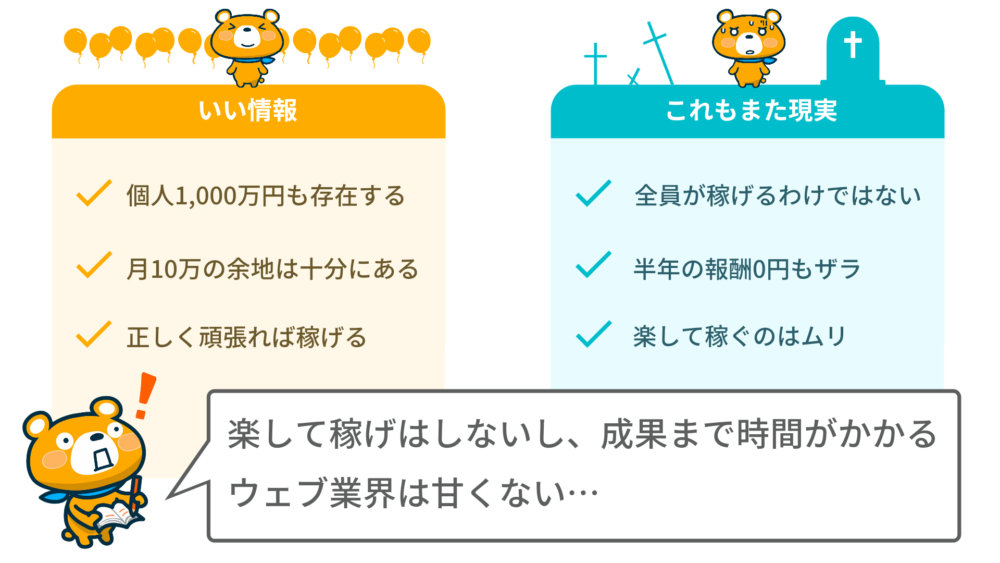 いい情報
個人1,000万円も存在する
月10万の余地は十分にある
正しく頑張れば稼げる
これもまた現実
全員が稼げるわけではない
半年の報酬0円もザラ
楽して稼ぐのはムリ
楽して稼げはしないし、成果まで時間がかかる
ウェブ業界は甘くない…